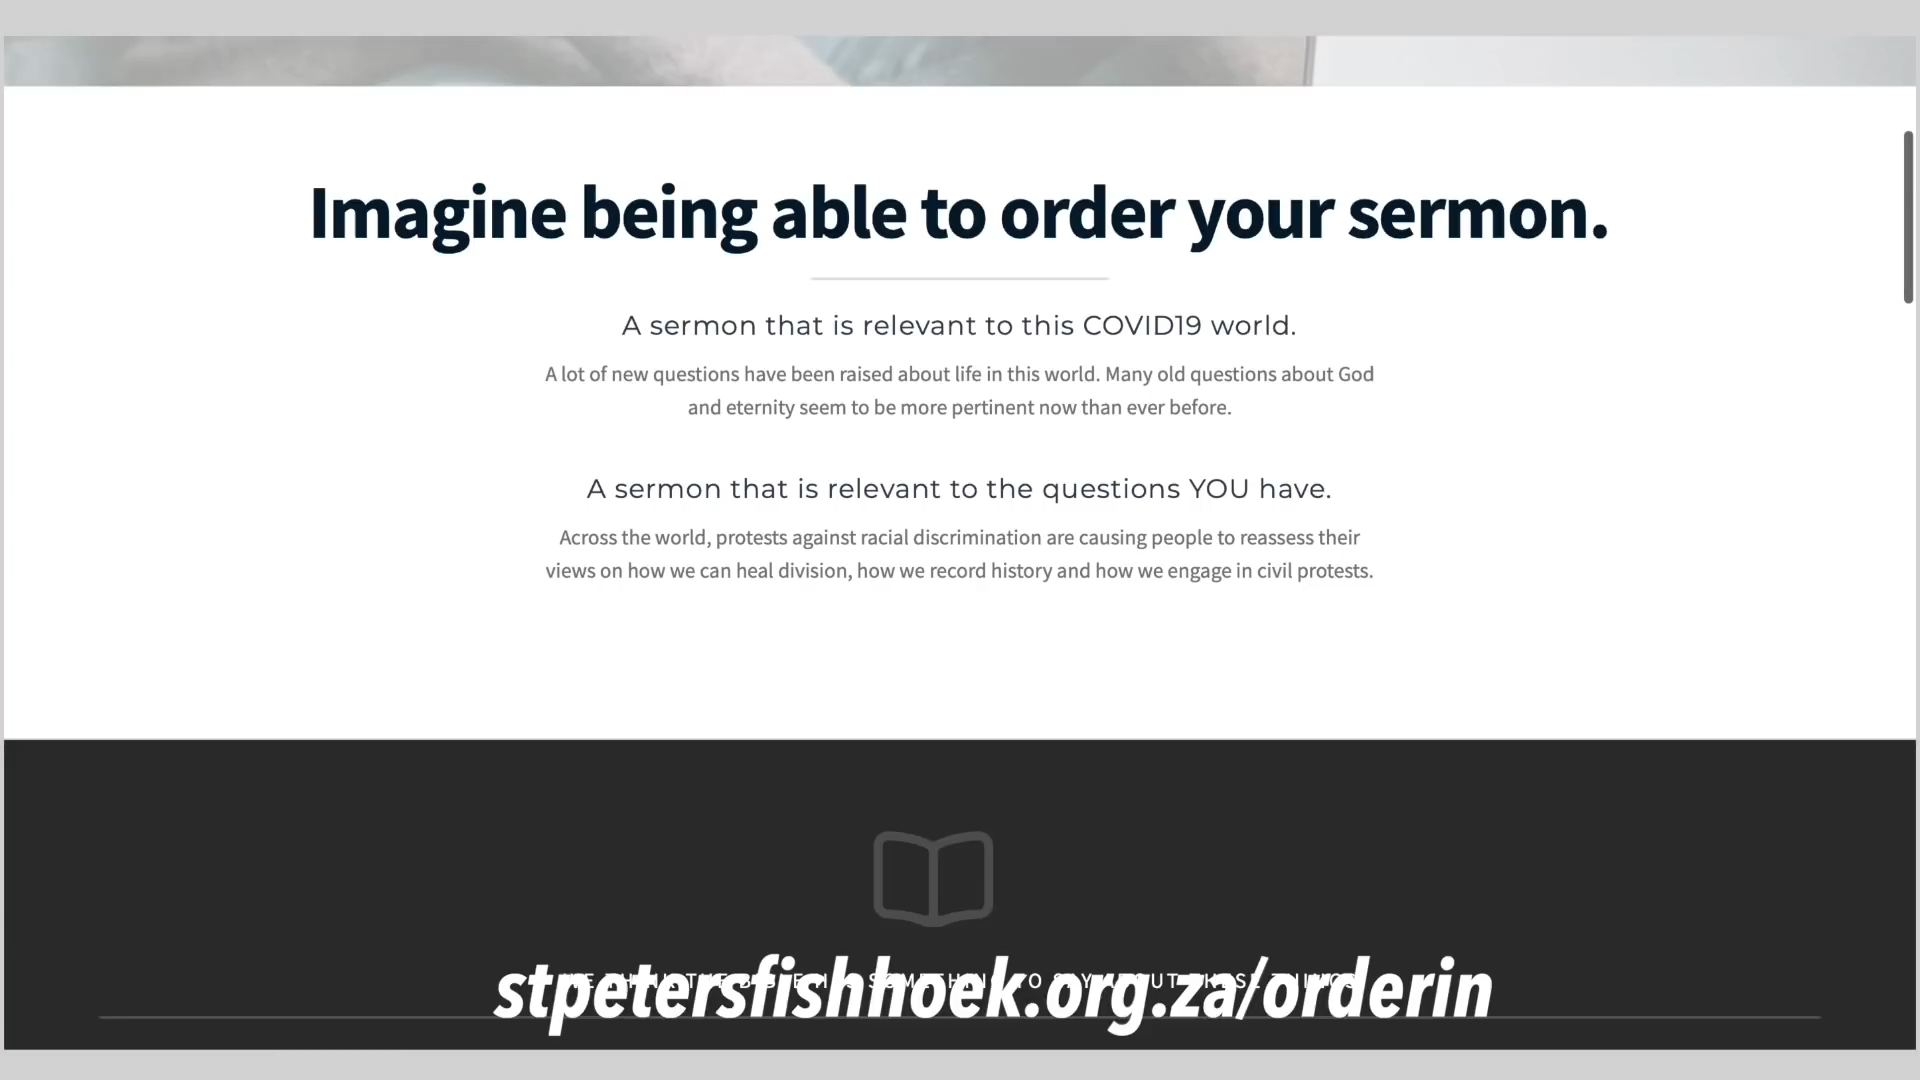 Imagine being able to order your sermon.
A sermon that is relevant to this COVID19 world.
A lot of new questions have been raised about life in this world. Many old questions about God
and eternity seem to be more pertinent now than ever before.
A sermon that is relevant to the questions YOU have.
Across the world, protests against racial discrimination are causing people to reassess their
views on how we can heal division, how we record history and how we engage in civil protests.
stpetersfishhoek.org.za/orderin